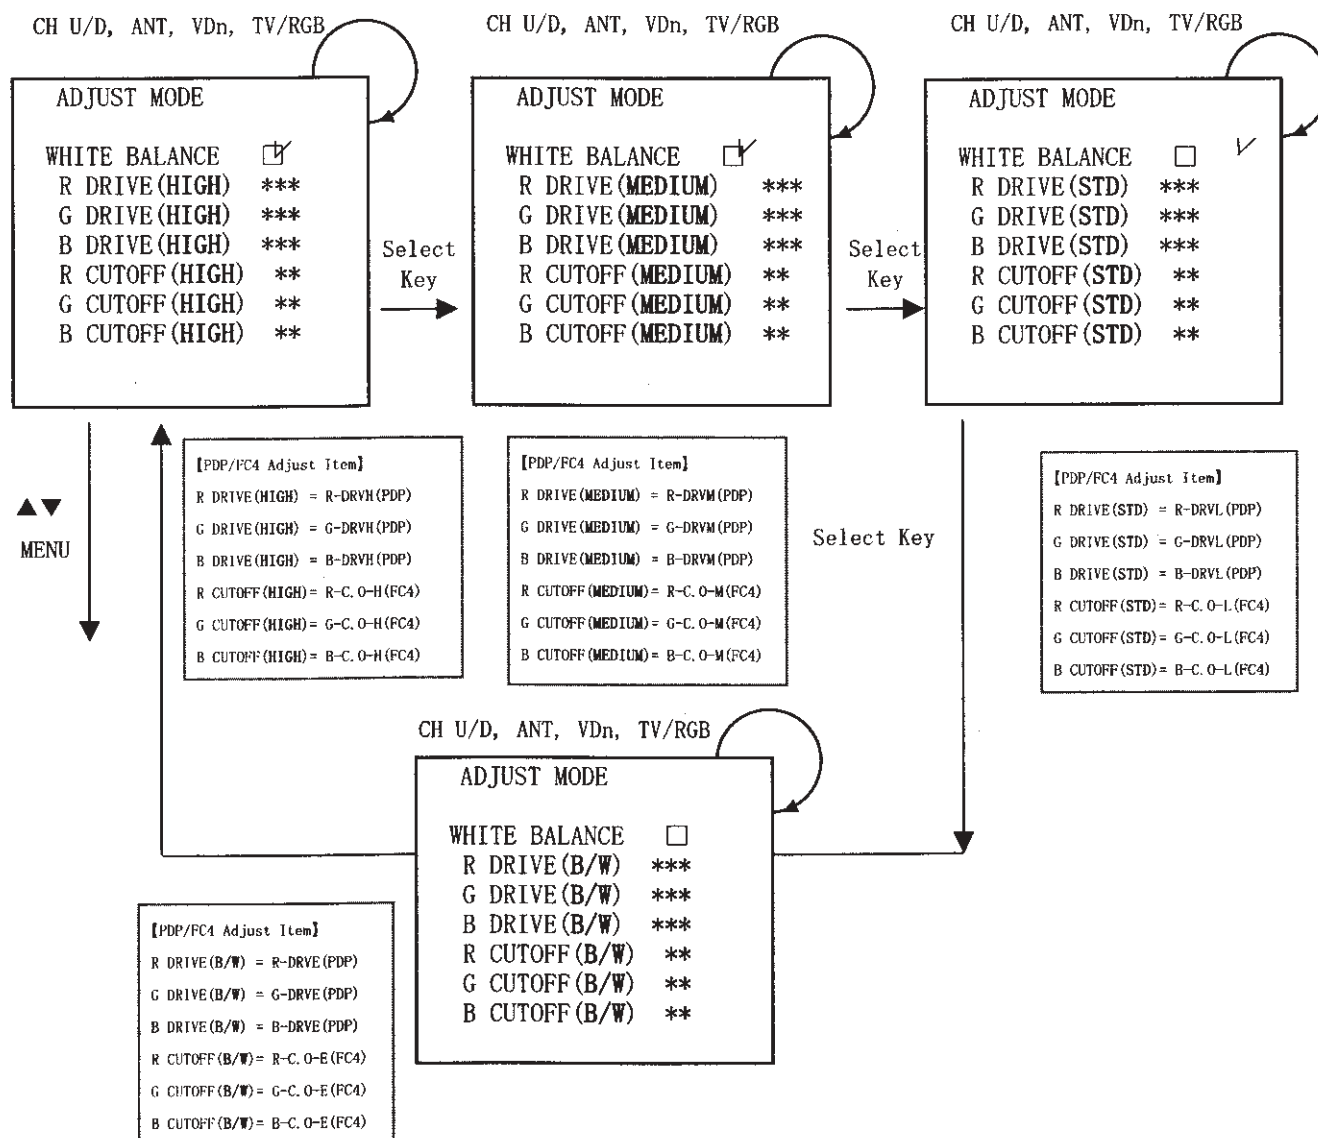 CH U/D, ANT, VDn, TV/RGB
ADJUST MODE
WHITE BALANCE
R DRIVE(HIGH) ***
G DRIVE(HIGH) ***
B DRIVE(HIGH) ***
R CUTOFF(HIGH) **
G CUTOFF(HIGH) **
B CUTOFF(HIGH) **
Select
Key
CH U/D, ANT, VDn, TV/RGB
ADJUST MODE
WHITE BALANCE
R DRIVE(MEDIUM) ***
G DRIVE(MEDIUM) ***
B DRIVE(MEDIUM) ***
R CUTOFF(MEDIUM) **
G CUTOFF(MEDIUM) **
B CUTOFF(MEDIUM) **
Select
Key
CH U/D, ANT, VDn, TV/RGB
ADJUST MODE
WHITE BALANCE
R DRIVE(STD) ***
G DRIVE(STD) ***
B DRIVE(STD) ***
R CUTOFF(STD) **
G CUTOFF(STD) **
B CUTOFF(STD) **
▲▼
MENU
【PDP/FC4 Adjust Item】
R DRIVE(HIGH) = R-DRVH(PDP)
G DRIVE(HIGH) = G-DRVH(PDP)
B DRIVE(HIGH) = B-DRVH(PDP)
R CUTOFF(HIGH)= R-C.O-H(FC4)
G CUTOFF(HIGH)= G-C.O-H(FC4)
B CUTOFF(HIGH)= B-C.O-H(FC4)
【PDP/FC4 Adjust Item】
R DRIVE(MEDIUM) = R-DRVM(PDP)
G DRIVE(MEDIUM) = G-DRVM(PDP)
B DRIVE(MEDIUM) = B-DRVM(PDP)
R CUTOFF(MEDIUM)= R-C.O-M(FC4)
G CUTOFF(MEDIUM)= G-C.O-M(FC4)
B CUTOFF(MEDIUM)= B-C.O-M(FC4)
Select Key
【PDP/FC4 Adjust Item】
R DRIVE(STD) = R-DRVL(PDP)
G DRIVE(STD) = G-DRVL(PDP)
B DRIVE(STD) = B-DRVL(PDP)
R CUTOFF(STD)= R-C.O-L(FC4)
G CUTOFF(STD)= G-C.O-L(FC4)
B CUTOFF(STD)= B-C.O-L(FC4)
CH U/D, ANT, VDn, TV/RGB
ADJUST MODE
WHITE BALANCE
R DRIVE(B/W) ***
G DRIVE(B/W) ***
B DRIVE(B/W) ***
R CUTOFF(B/W) **
G CUTOFF(B/W) **
B CUTOFF(B/W) **
【PDP/FC4 Adjust Item】
R DRIVE(B/W) = R-DRVE(PDP)
G DRIVE(B/W) = G-DRVE(PDP)
B DRIVE(B/W) = B-DRVE(PDP)
R CUTOFF(B/W)= R-C.O-E(FC4)
G CUTOFF(B/W)= G-C.O-E(FC4)
B CUTOFF(B/W)= B-C.O-E(FC4)